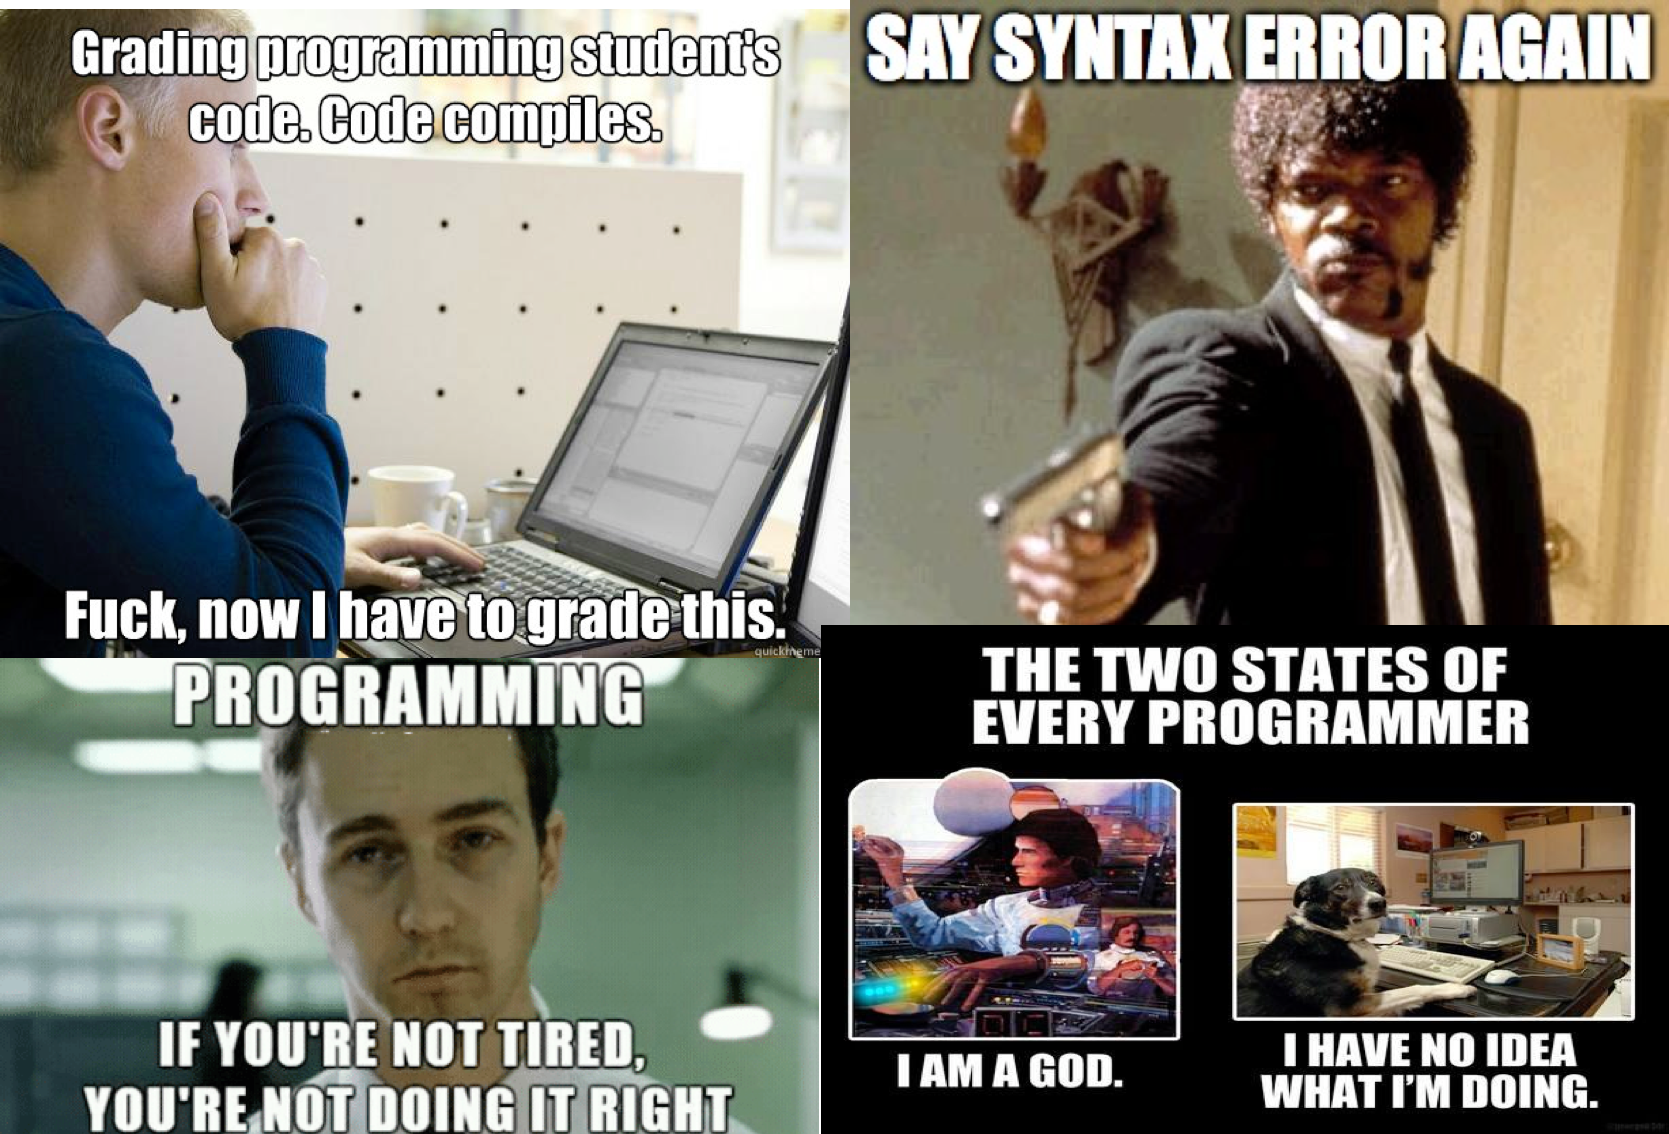 Grading programming student's
code. Code compiles.
Fuck, now I have to grade this.
quickmeme
SAY SYNTAX ERROR AGAIN
PROGRAMMING
IF YOU'RE NOT TIRED,
YOU'RE NOT DOING IT RIGHT
THE TWO STATES OF
EVERY PROGRAMMER
I AM A GOD.
I HAVE NO IDEA
WHAT I'M DOING.